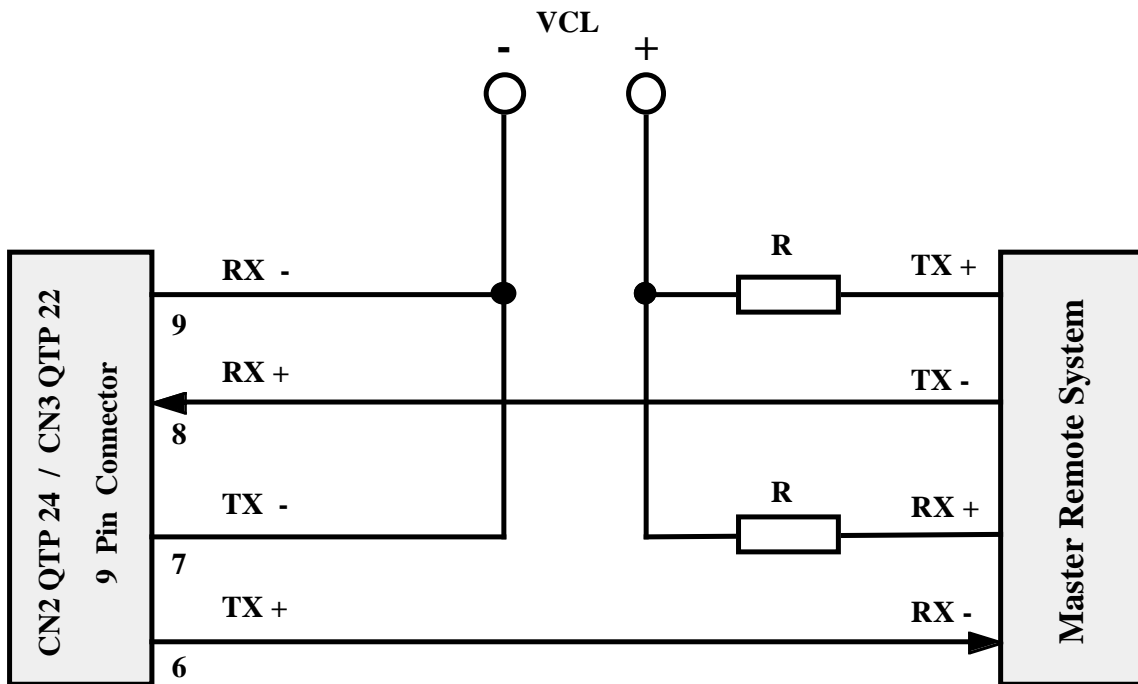 VCL
- +
R
RX - TX +
9
RX + TX -
8
R
TX - RX +
7
TX + RX -
6
CN2 QTP 24 / CN3 QTP 22
9 Pin Connector
Master Remote System